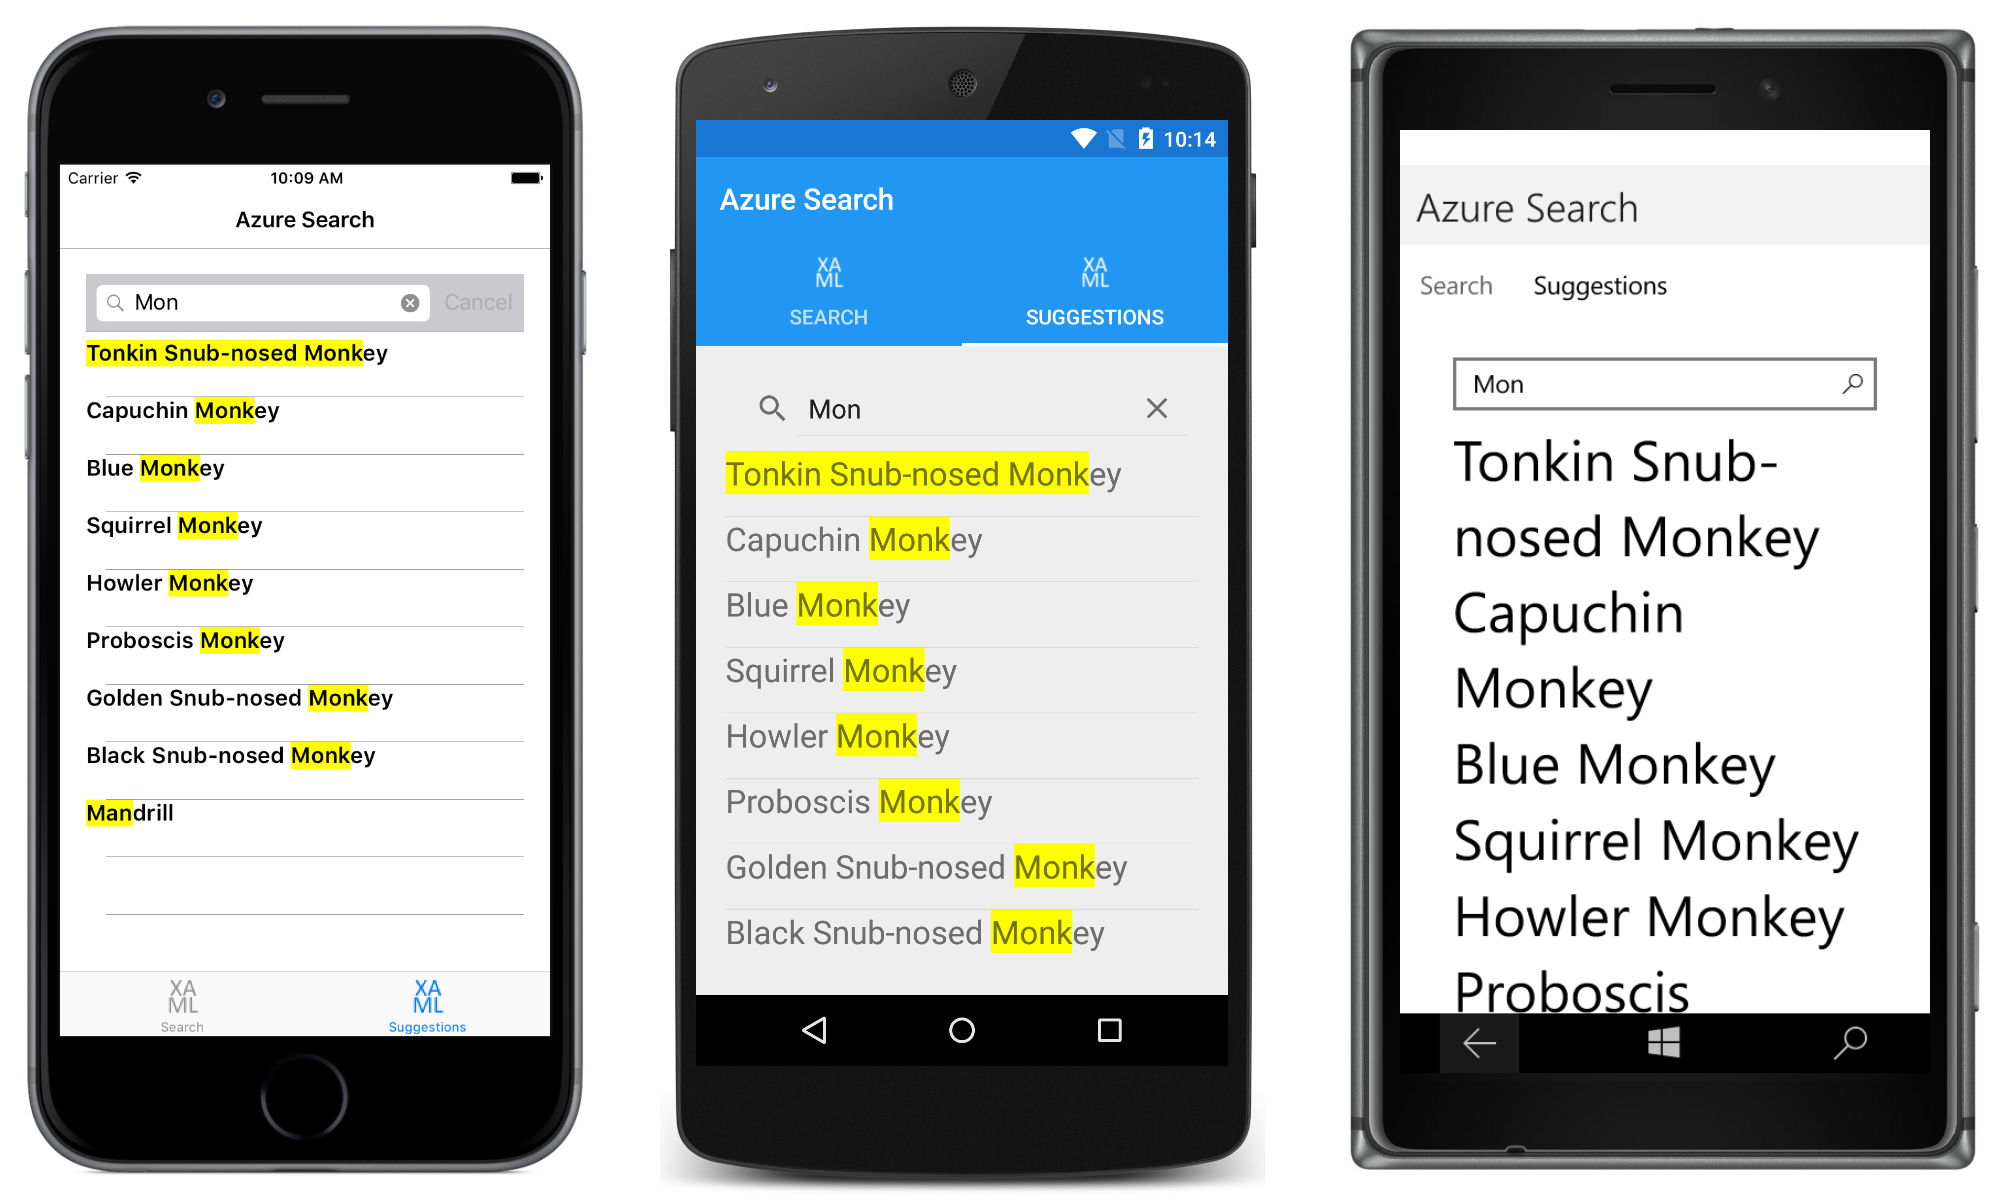 Carrier
10:09 AM
Azure Search
Mon
Cancel
Tonkin Snub-nosed Monkey
Capuchin Monkey
Blue Monkey
Squirrel Monkey
Howler Monkey
Proboscis Monkey
Golden Snub-nosed Monkey
Black Snub-nosed Monkey
Mandrill
XA
ML
Search
XA
ML
Suggestions
10:14
Azure Search
XA
ML
SEARCH
XA
ML
SUGGESTIONS
Mon
Tonkin Snub-nosed Monkey
Capuchin Monkey
Blue Monkey
Squirrel Monkey
Howler Monkey
Proboscis Monkey
Golden Snub-nosed Monkey
Black Snub-nosed Monkey
Azure Search
Search Suggestions
Mon
Tonkin Snub-
nosed Monkey
Capuchin
Monkey
Blue Monkey
Squirrel Monkey
Howler Monkey
Proboscis